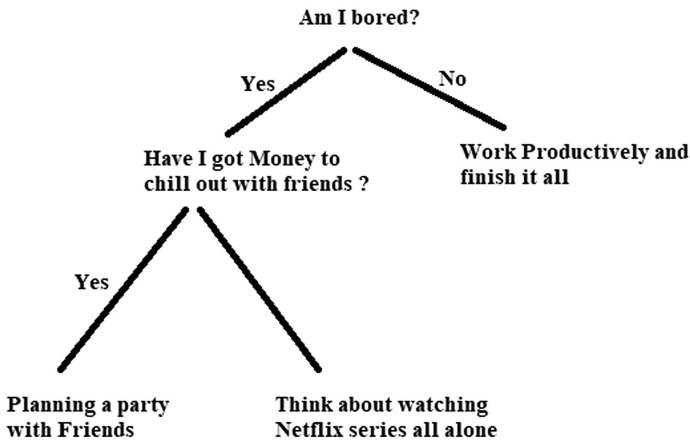 Am I bored?
Yes
No
Have I got Money to
chill out with friends ?
Work Productively and
finish it all
Yes
Planning a party
with Friends
Think about watching
Netflix series all alone